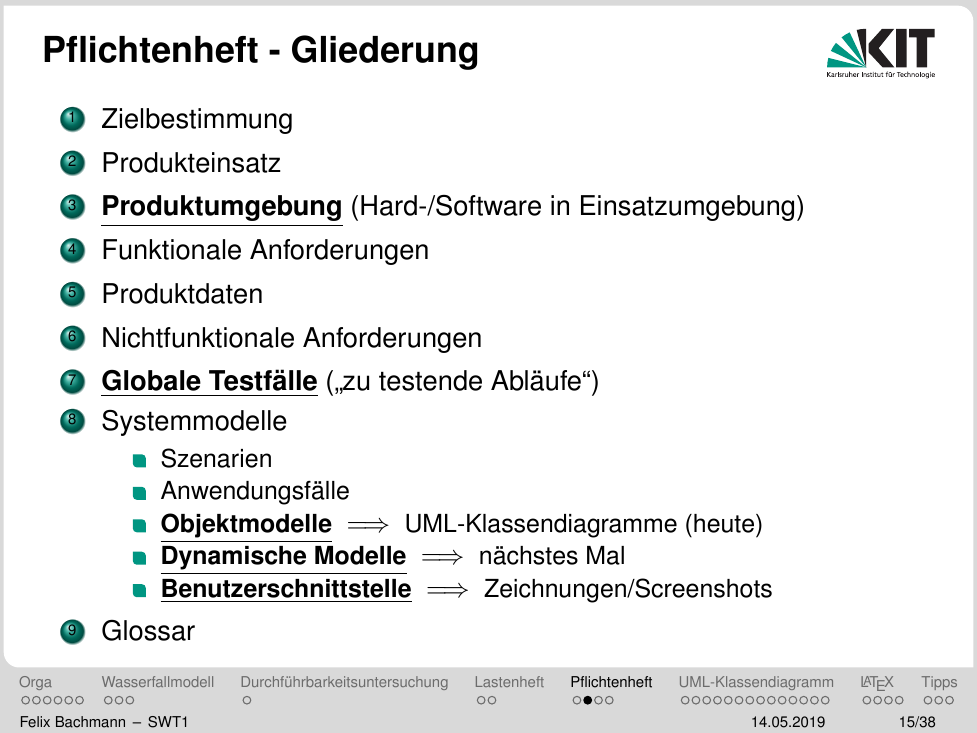 Pflichtenheft - Gliederung
KIT
Karlsruher Institut für Technologie
1 Zielbestimmung
2 Produkteinsatz
3 Produktumgebung (Hard-/Software in Einsatzumgebung)
4 Funktionale Anforderungen
5 Produktdaten
6 Nichtfunktionale Anforderungen
7 Globale Testfälle („zu testende Abläufe“)
8 Systemmodelle
Szenarien
Anwendungsfälle
Objektmodelle ⟹ UML-Klassendiagramme (heute)
Dynamische Modelle ⟹ nächstes Mal
Benutzerschnittstelle ⟹ Zeichnungen/Screenshots
9 Glossar
Orga Wasserfallmodell Durchführbarkeitsuntersuchung Lastenheft Pflichtenheft UML-Klassendiagramm LATEX Tipps
Felix Bachmann – SWT1 14.05.2019 15/38